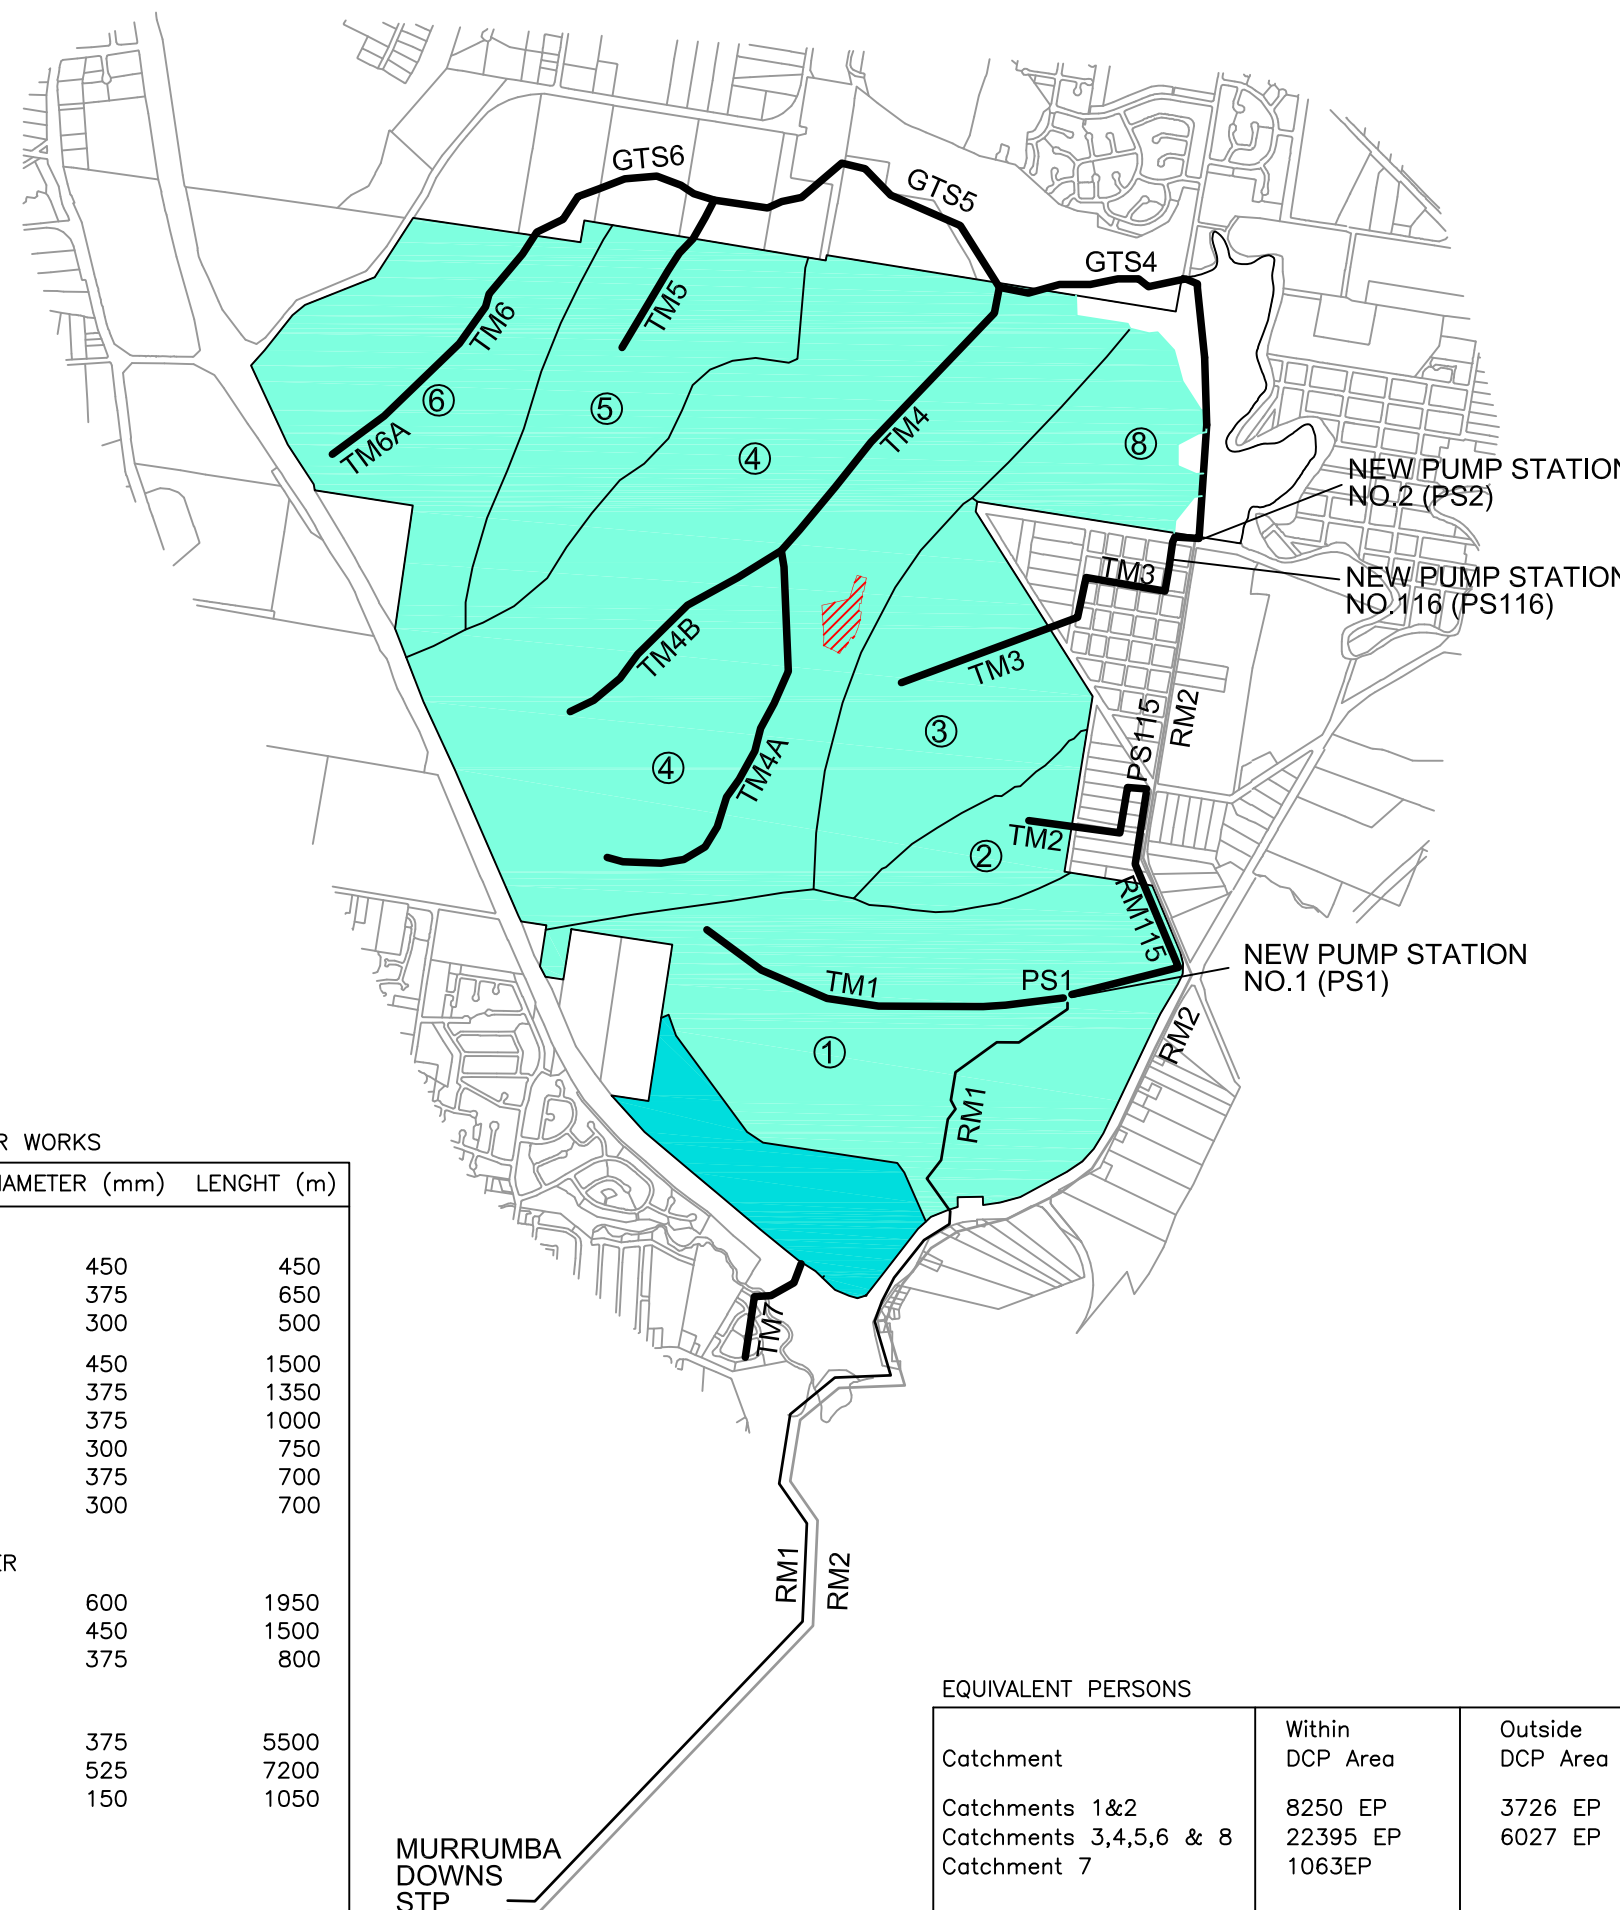 GTS6
GTS5
GTS4
TM6
TM5
TM4
TM6A
⑥
⑤
④
⑧
NEW PUMP STATION
NO.2 (PS2)
NEW PUMP STATION
NO.116 (PS116)
TM3
TM4B
TM3
③
④
TM4A
PS115
RM2
TM2
②
RM115
TM1
PS1
NEW PUMP STATION
NO.1 (PS1)
①
RM2
RM1
TM7
RM1
RM2
MURRUMBA
DOWNS
STP
R WORKS
IAMETER (mm) LENGHT (m)
450 450
375 650
300 500
450 1500
375 1350
375 1000
300 750
375 700
300 700
ER
600 1950
450 1500
375 800
375 5500
525 7200
150 1050
EQUIVALENT PERSONS
Catchment Within DCP Area Outside DCP Area
Catchments 1&2 8250 EP 3726 EP
Catchments 3,4,5,6 & 8 22395 EP 6027 EP
Catchment 7 1063EP